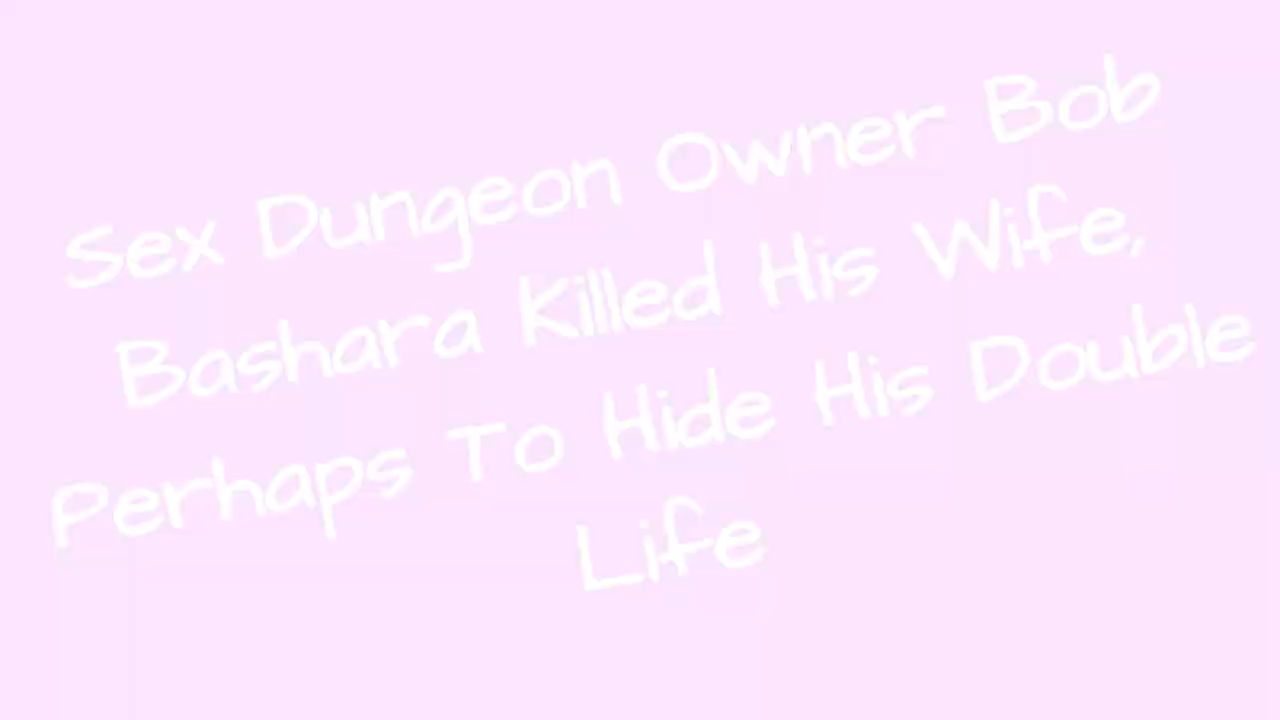 Sex Dungeon Owner Bob
Bashara Killed His Wife,
Perhaps To Hide His Double
Life